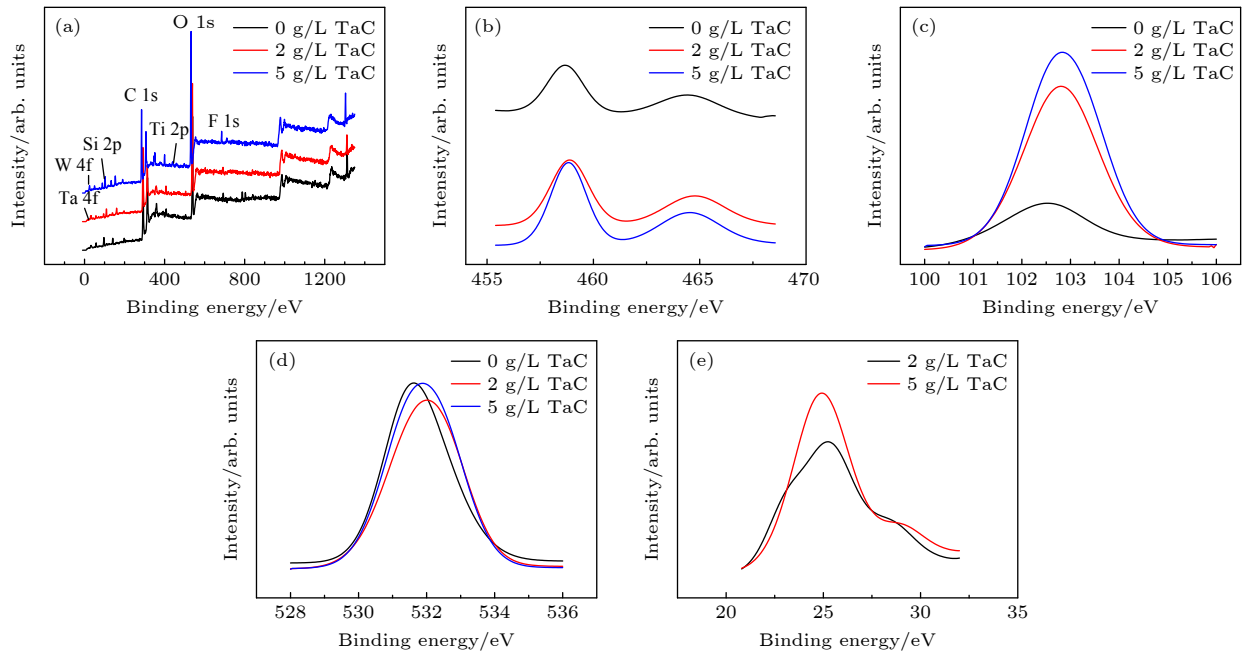 (a)
0 g/L TaC
2 g/L TaC
5 g/L TaC
O 1s
C 1s
Ti 2p
F 1s
Si 2p
W 4f
Ta 4f
Intensity/arb. units
0
400
800
1200
Binding energy/eV
(b)
0 g/L TaC
2 g/L TaC
5 g/L TaC
Intensity/arb. units
455
460
465
470
Binding energy/eV
(c)
0 g/L TaC
2 g/L TaC
5 g/L TaC
Intensity/arb. units
100
101
102
103
104
105
106
Binding energy/eV
(d)
0 g/L TaC
2 g/L TaC
5 g/L TaC
Intensity/arb. units
528
530
532
534
536
Binding energy/eV
(e)
2 g/L TaC
5 g/L TaC
Intensity/arb. units
20
25
30
35
Binding energy/eV